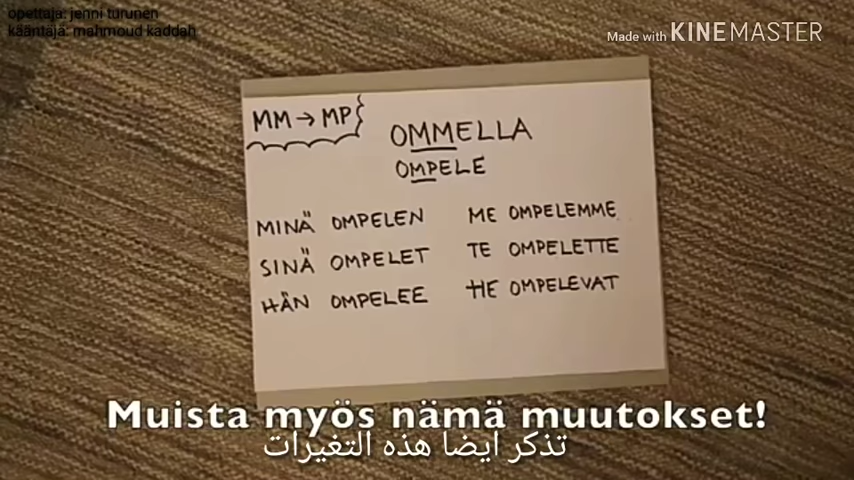 opettaja: jenni turunen
kääntäjä: mahmoud kaddah
Made with KINEMASTER
MM → MP
OMMELLA
OMPELE
MINÄ OMPELEN ME OMPELEMME
SINÄ OMPELET TE OMPELETTE
HÄN OMPELEE HE OMPELEVAT
Muista myös nämä muutokset!
تذكر ايضا هذه التغيرات